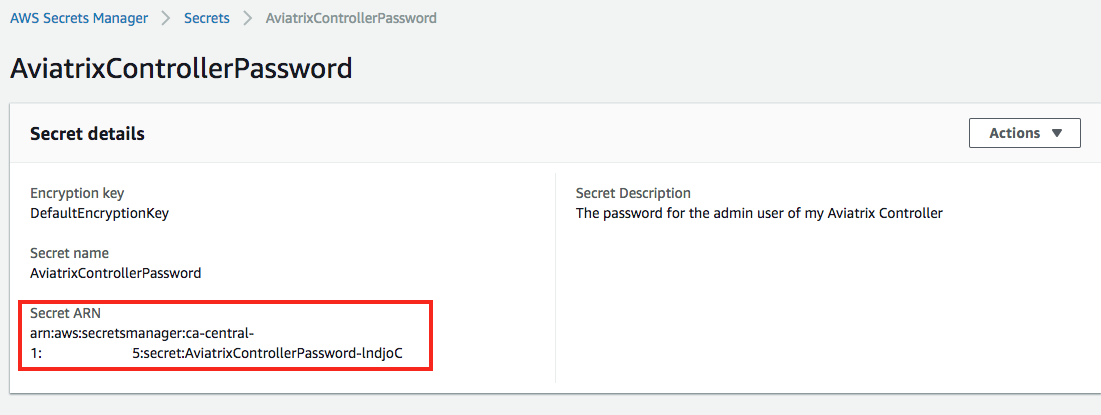 AWS Secrets Manager > Secrets > AviatrixControllerPassword
AviatrixControllerPassword
Secret details
Actions ▼
Encryption key
DefaultEncryptionKey
Secret name
AviatrixControllerPassword
Secret ARN
arn:aws:secretsmanager:ca-central-
1: 5:secret:AviatrixControllerPassword-lndjoC
Secret Description
The password for the admin user of my Aviatrix Controller